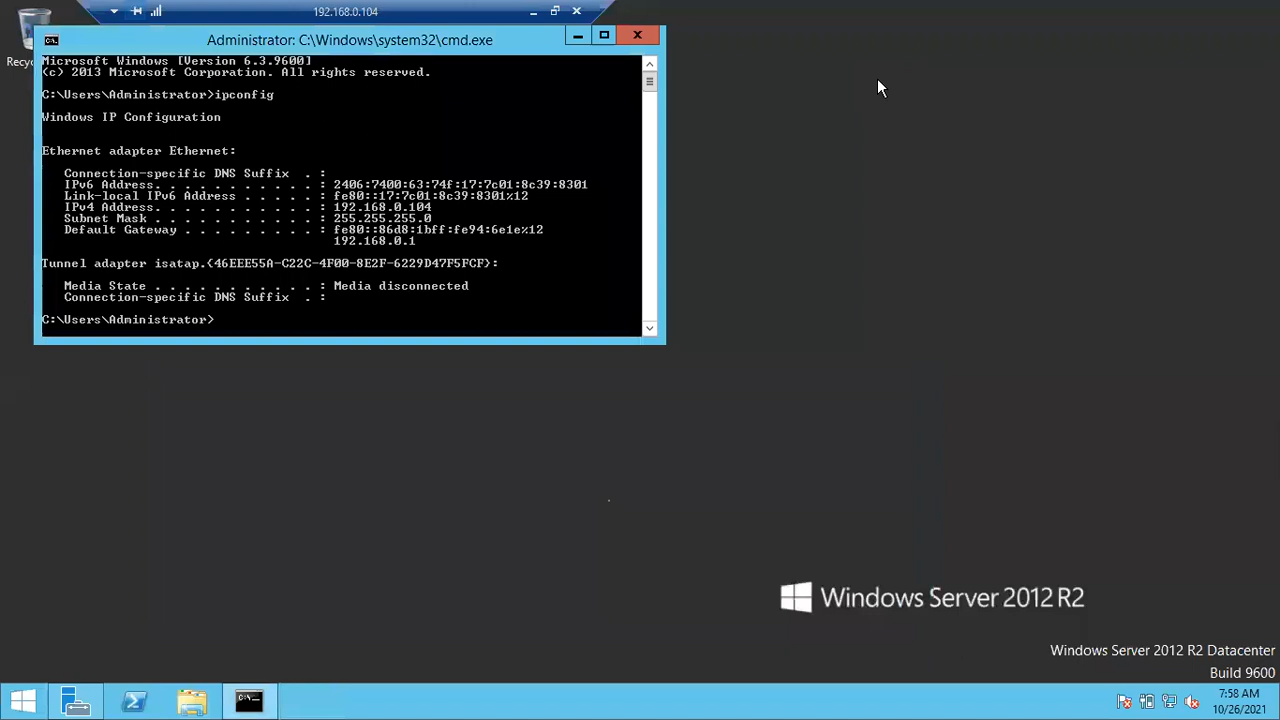 192.168.0.104
Recyc
Administrator: C:\Windows\system32\cmd.exe
Microsoft Windows [Version 6.3.9600]
(c) 2013 Microsoft Corporation. All rights reserved.
C:\Users\Administrator>ipconfig
Windows IP Configuration
Ethernet adapter Ethernet:
Connection-specific DNS Suffix . :
IPv6 Address. . . . . . . . . . . : 2406:7400:63:74f:17:7c01:8c39:8301
Link-local IPv6 Address . . . . . : fe80::17:7c01:8c39:8301%12
IPv4 Address. . . . . . . . . . . : 192.168.0.104
Subnet Mask . . . . . . . . . . . : 255.255.255.0
Default Gateway . . . . . . . . . : fe80::86d8:1bff:fe94:6e1e%12
192.168.0.1
Tunnel adapter isatap.{46EEE55A-C22C-4F00-8E2F-6229D47F5FCF}:
Media State . . . . . . . . . . . : Media disconnected
Connection-specific DNS Suffix . :
C:\Users\Administrator>
Windows Server 2012 R2
Windows Server 2012 R2 Datacenter
Build 9600
7:58 AM
10/26/2021